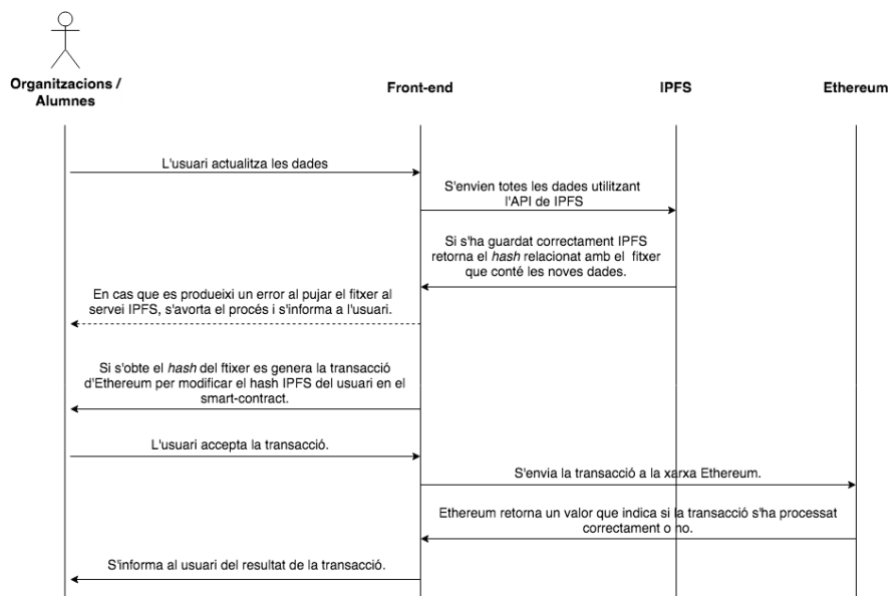 Organitzacions /
Alumnes
Front-end
IPFS
Ethereum
L'usuari actualitza les dades
S'envien totes les dades utilitzant
l'API de IPFS
Si s'ha guardat correctament IPFS
retorna el hash relacionat amb el fitxer
que conté les noves dades.
En cas que es produeixi un error al pujar el fitxer al
servei IPFS, s'avorta el procés i s'informa a l'usuari.
Si s'obte el hash del ftixer es genera la transacció
d'Ethereum per modificar el hash IPFS del usuari en el
smart-contract.
L'usuari accepta la transacció.
S'envia la transacció a la xarxa Ethereum.
Ethereum retorna un valor que indica si la transacció s'ha processat
correctament o no.
S'informa al usuari del resultat de la transacció.